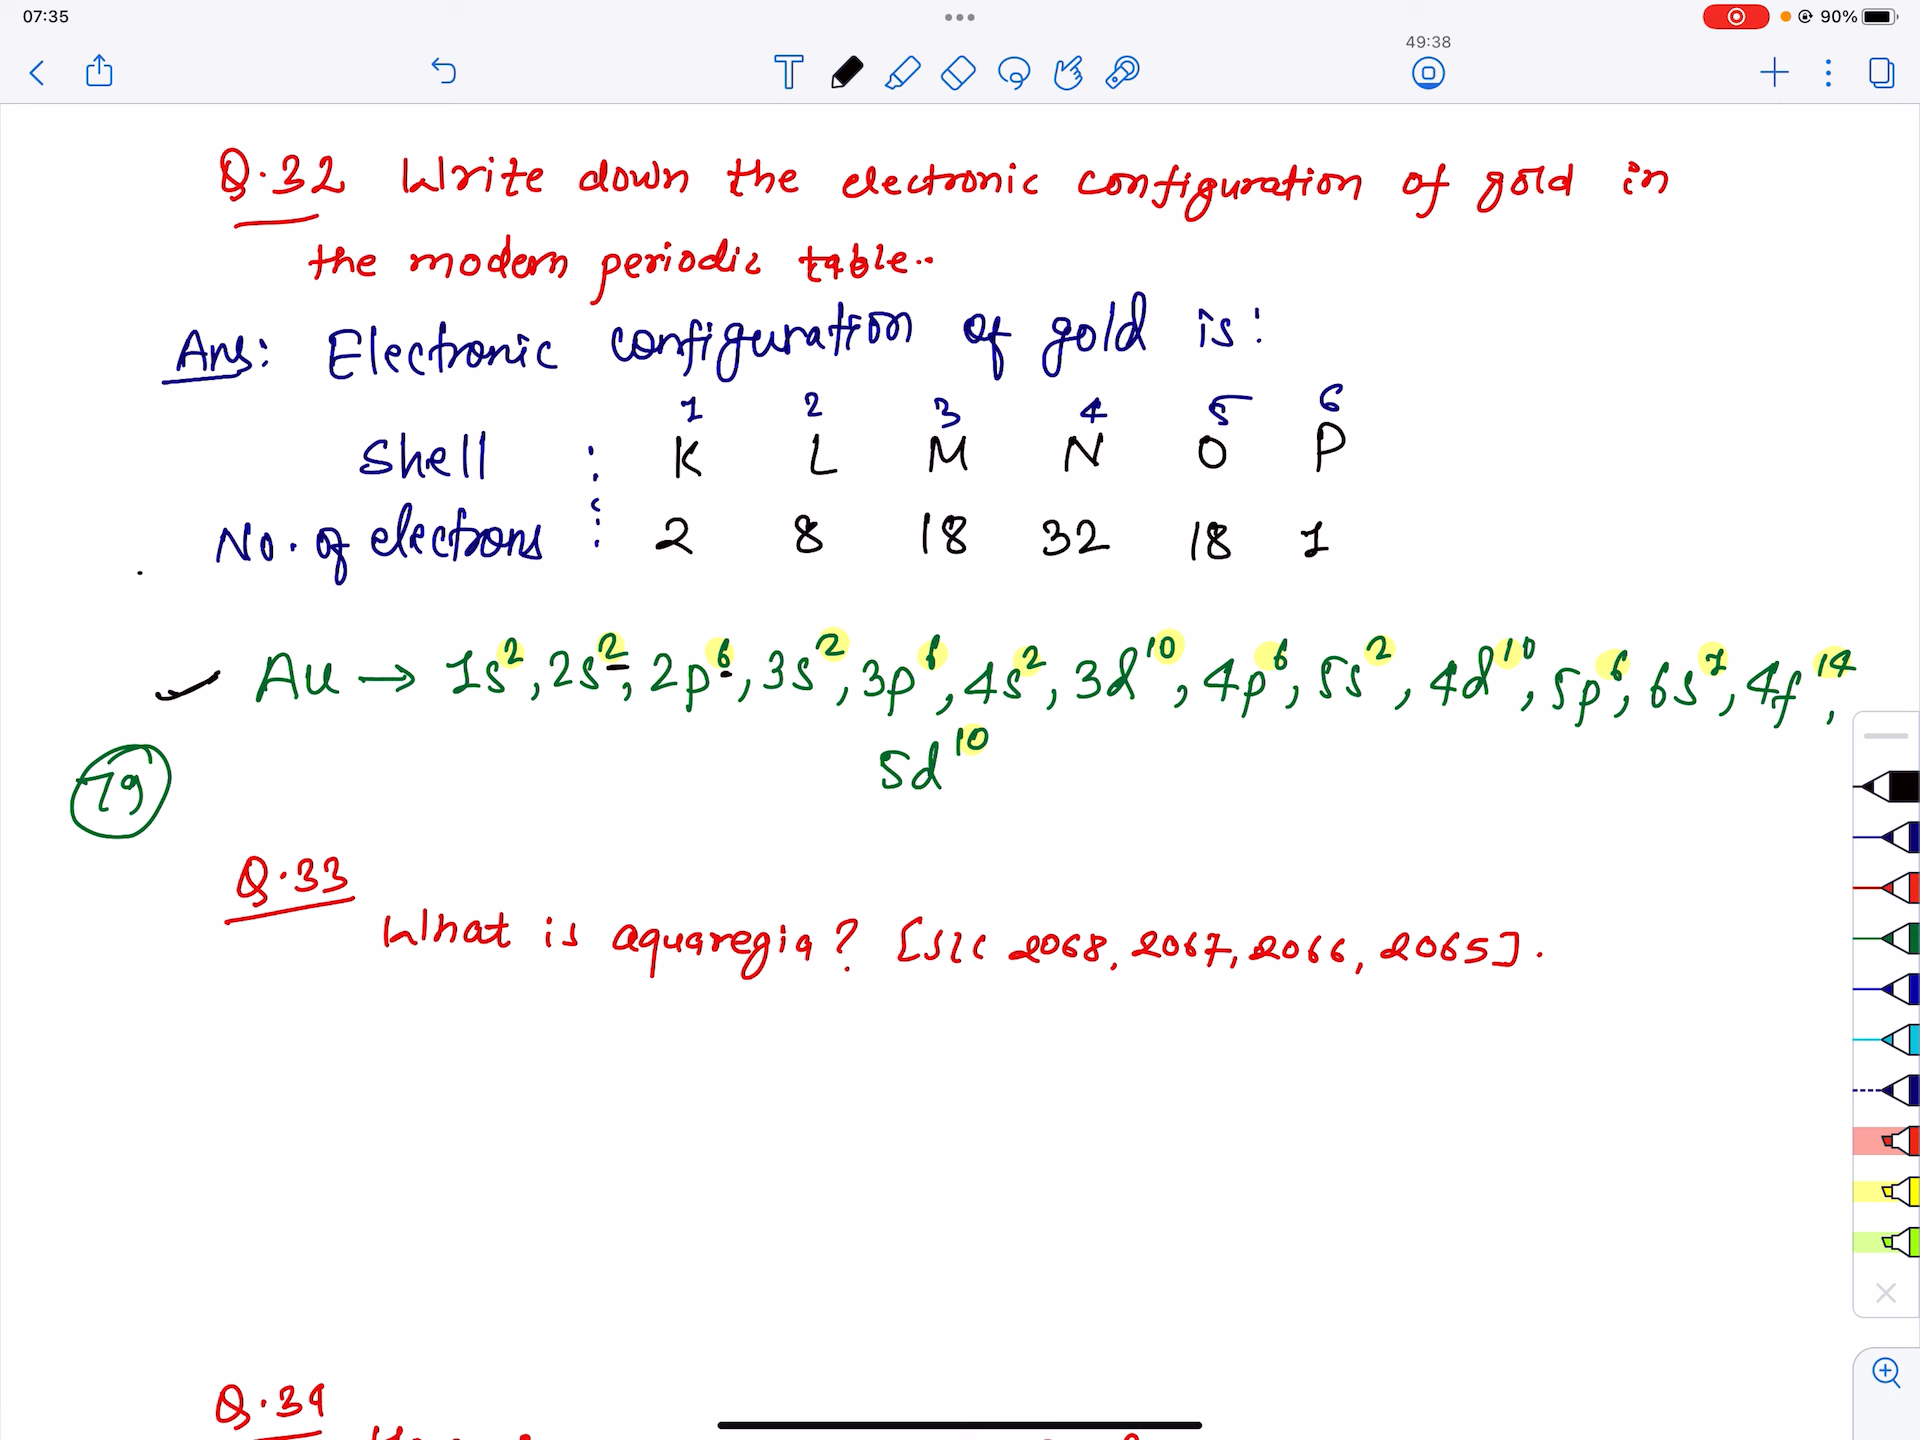 07:35
90%
49:38
Q.32 Write down the electronic configuration of gold in
the modern periodic table..
Ans: Electronic configuration of gold is:
1 2 3 4 5 6
Shell : K L M N O P
No. of electrons : 2 8 18 32 18 1
Au → 1s², 2s², 2p⁶, 3s², 3p⁶, 4s², 3d¹⁰, 4p⁶, 5s², 4d¹⁰, 5p⁶, 6s¹, 4f¹⁴,
5d¹⁰
79
Q.33
What is aquaregia? [SLC 2068, 2067, 2066, 2065].
Q.34